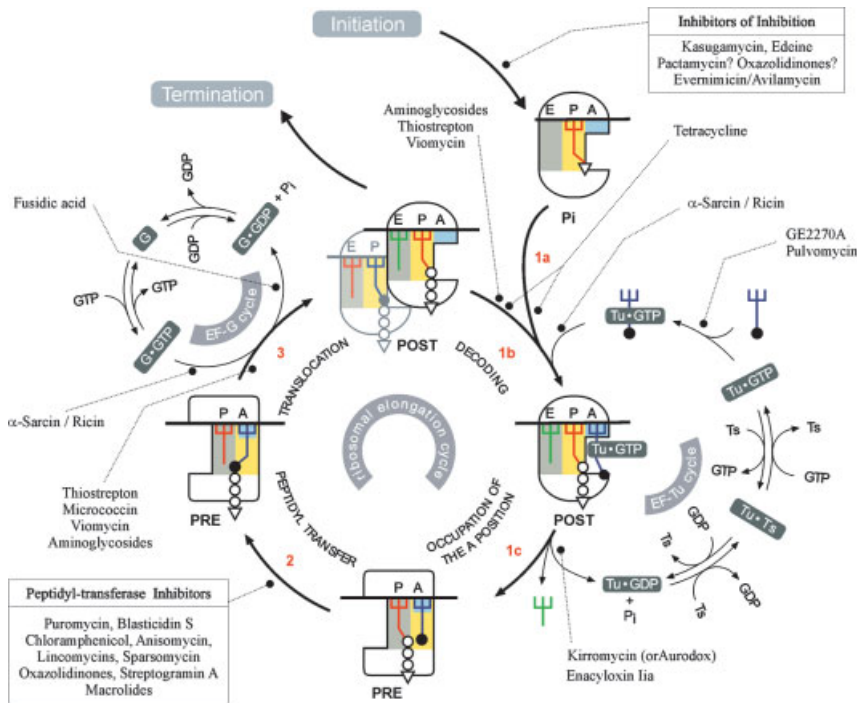 Initiation
Inhibitors of Inhibition
Kasugamycin, Edeine
Pactamycin? Oxazolidinones?
Evernimicin/Avilamycin
Termination
Aminoglycosides
Thiostrepton
Viomycin
E P A
Tetracycline
Pi
α-Sarcin / Ricin
GE2270A
Pulvomycin
Fusidic acid
GDP
G•GDP + Pi
G
GDP
GTP
GTP
G•GTP
EF-G cycle
E P
E P A
POST
1a
1b
DECODING
Tu•GTP
Tu•GTP
Ts
Ts
GTP
GTP
Tu•Ts
EF-Tu cycle
3
TRANSLOCATION
α-Sarcin / Ricin
P A
PRE
ribosomal elongation cycle
E P A
Tu•GTP
POST
Thiostrepton
Micrococcin
Viomycin
Aminoglycosides
PEPTIDYL TRANSFER
OCCUPATION OF
THE A POSITION
2
1c
GDP
Ts
Tu•GDP
+
Pi
Ts
GDP
P A
PRE
Peptidyl-transferase Inhibitors
Puromycin, Blasticidin S
Chloramphenicol, Anisomycin,
Lincomycins, Sparsomycin
Oxazolidinones, Streptogramin A
Macrolides
Kirromycin (orAurodox)
Enacyloxin Iia